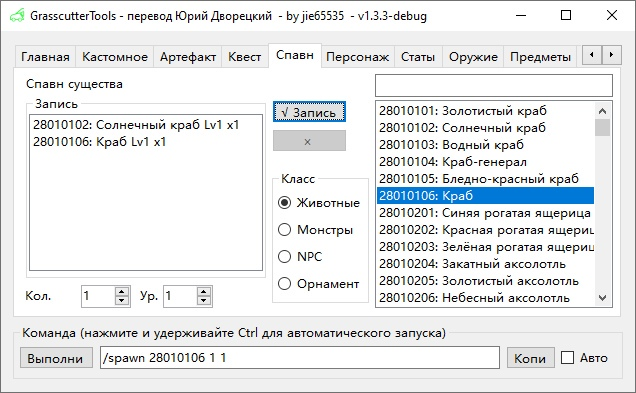 GrasscutterTools - перевод Юрий Дворецкий - by jie65535 - v1.3.3-debug
Главная Кастомное Артефакт Квест Спавн Персонаж Статы Оружие Предметы
Спавн существа
Запись
28010102: Солнечный краб Lv1 x1
28010106: Краб Lv1 x1
√ Запись
x
Класс
Животные
Монстры
NPC
Орнамент
Кол. 1 Ур. 1
28010101: Золотистый краб
28010102: Солнечный краб
28010103: Водный краб
28010104: Краб-генерал
28010105: Бледно-красный краб
28010106: Краб
28010201: Синяя рогатая ящерица
28010202: Красная рогатая ящерица
28010203: Зелёная рогатая ящерица
28010204: Закатный аксолотль
28010205: Золотистый аксолотль
28010206: Небесный аксолотль
Команда (нажмите и удерживайте Ctrl для автоматического запуска)
Выполни /spawn 28010106 1 1 Копи Авто